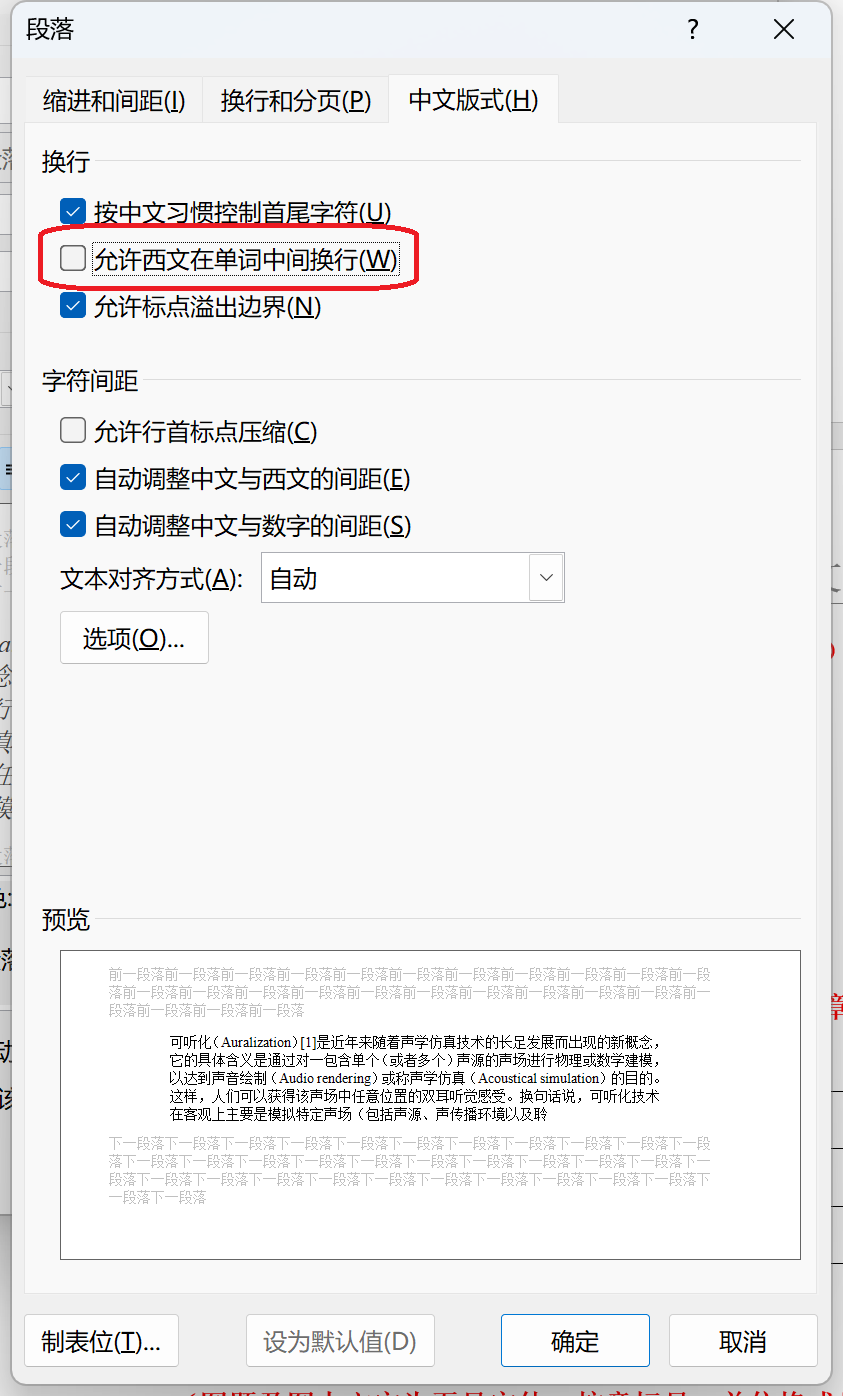 段落
?
缩进和间距(I)
换行和分页(P)
中文版式(H)
换行
按中文习惯控制首尾字符(U)
允许西文在单词中间换行(W)
允许标点溢出边界(N)
字符间距
允许行首标点压缩(C)
自动调整中文与西文的间距(E)
自动调整中文与数字的间距(S)
文本对齐方式(A): 自动
选项(O)...
预览
前一段落前一段落前一段落前一段落前一段落前一段落前一段落前一段落前一段落前一段落前一段
落前一段落前一段落前一段落前一段落前一段落前一段落前一段落前一段落前一段落前一段落前一
段落前一段落前一段落前一段落
可听化（Auralization）[1]是近年来随着声学仿真技术的长足发展而出现的新概念，
它的具体含义是通过对一包含单个（或者多个）声源的声场进行物理或数学建模，
以达到声音绘制（Audio rendering）或称声学仿真（Acoustical simulation）的目的。
这样，人们可以获得该声场中任意位置的双耳听觉感受。换句话说，可听化技术
在客观上主要是模拟特定声场（包括声源、声传播环境以及聆
下一段落下一段落下一段落下一段落下一段落下一段落下一段落下一段落下一段落下一段落下一段
落下一段落下一段落下一段落下一段落下一段落下一段落下一段落下一段落下一段落下一段落下一
段落下一段落下一段落下一段落下一段落下一段落下一段落下一段落下一段落下一段落下一段落下
一段落下一段落
制表位(T)...
设为默认值(D)
确定
取消